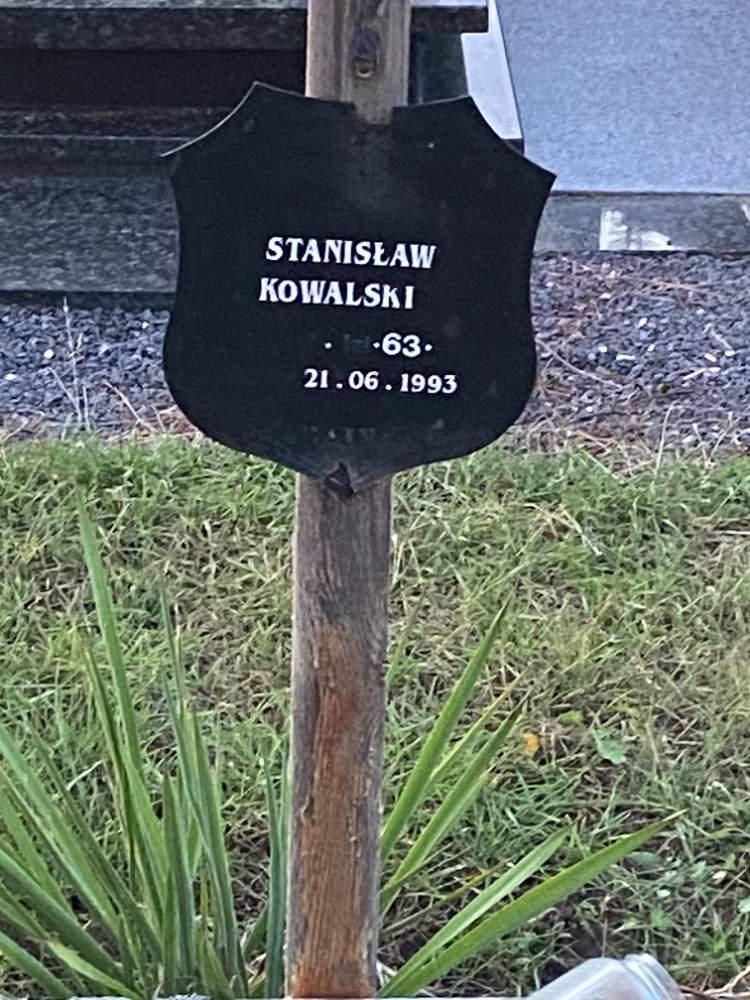 STANISŁAW
KOWALSKI
63
21.06.1993